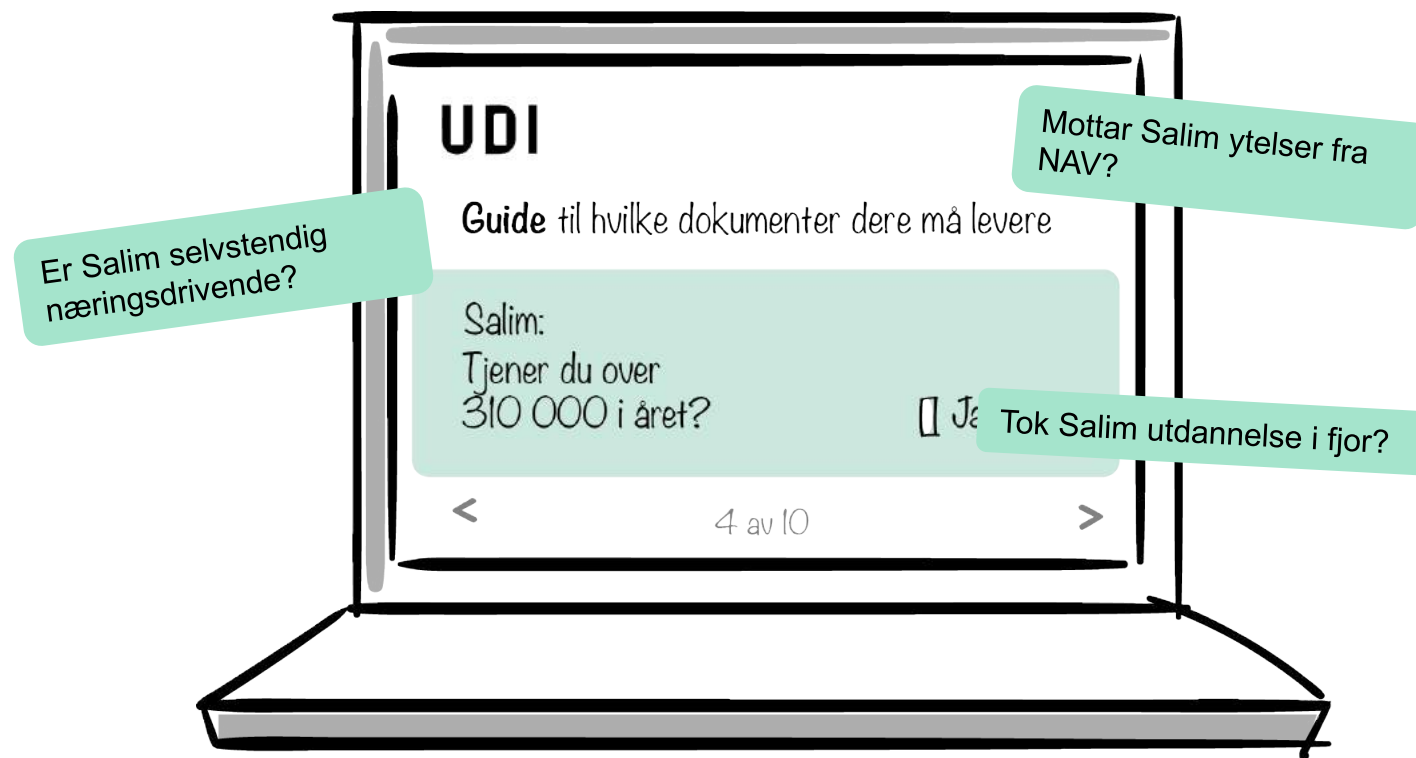 UDI
Guide til hvilke dokumenter dere må levere
Er Salim selvstendig
næringsdrivende?
Mottar Salim ytelser fra
NAV?
Salim:
Tjener du over
310 000 i året?
Tok Salim utdannelse i fjor?
<
4 av 10
>